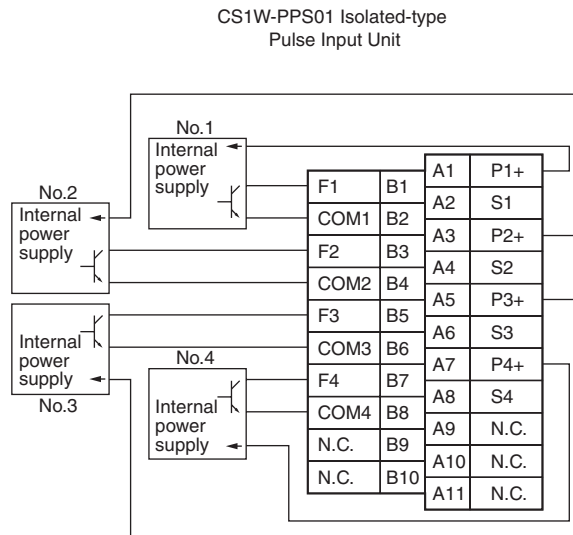 CS1W-PPS01 Isolated-type
Pulse Input Unit
No.1
Internal
power
supply
No.2
Internal
power
supply
Internal
power
supply
No.3
No.4
Internal
power
supply
F1 B1
COM1 B2
F2 B3
COM2 B4
F3 B5
COM3 B6
F4 B7
COM4 B8
N.C. B9
N.C. B10
A1 P1+
A2 S1
A3 P2+
A4 S2
A5 P3+
A6 S3
A7 P4+
A8 S4
A9 N.C.
A10 N.C.
A11 N.C.